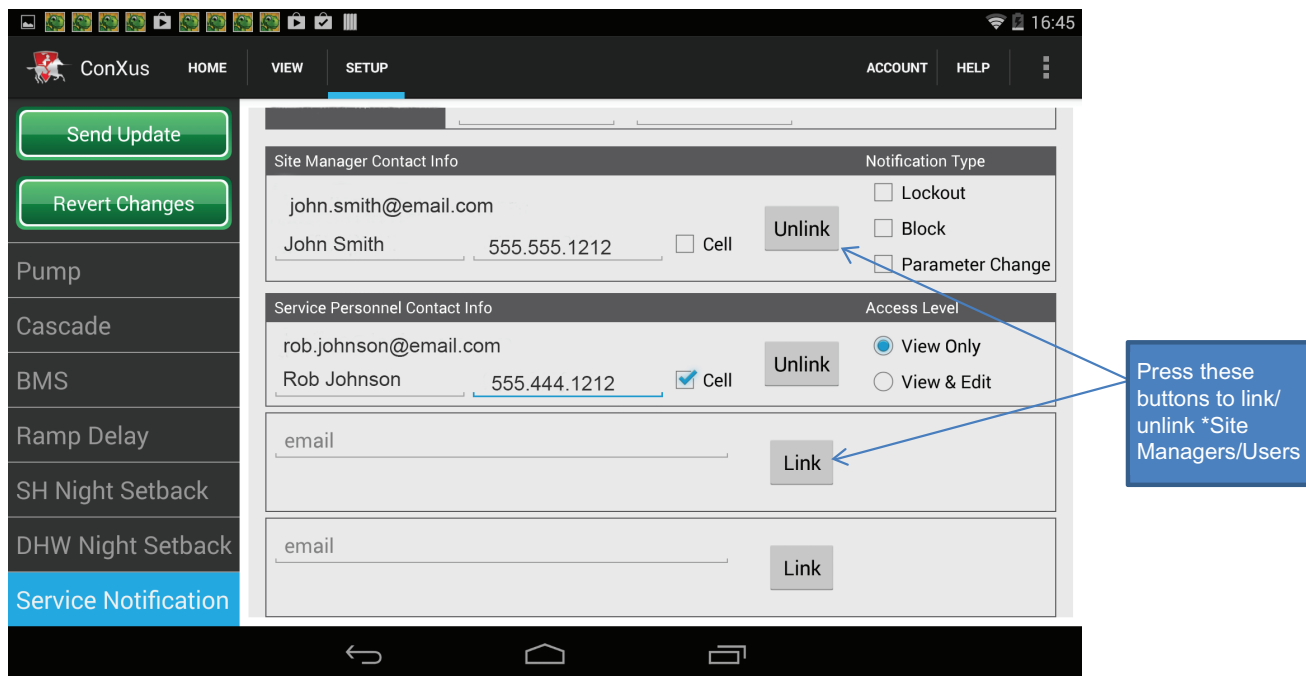 16:45
ConXus HOME VIEW SETUP ACCOUNT HELP
Send Update
Revert Changes
Pump
Cascade
BMS
Ramp Delay
SH Night Setback
DHW Night Setback
Service Notification
Site Manager Contact Info Notification Type
john.smith@email.com
John Smith 555.555.1212 Cell Unlink
Lockout
Block
Parameter Change
Service Personnel Contact Info Access Level
rob.johnson@email.com
Rob Johnson 555.444.1212 Cell Unlink
View Only
View & Edit
email Link
email Link
Press these
buttons to link/
unlink *Site
Managers/Users